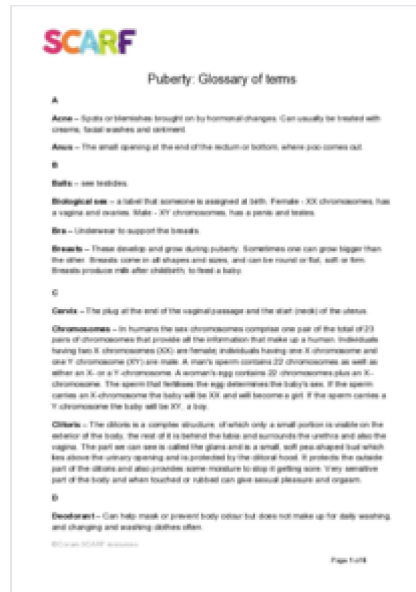 SCARF
Puberty: Glossary of terms
A
Acne – Spots or blemishes brought on by hormonal changes. Can usually be treated with
creams, facial washes and ointment.
Anus – The small opening at the end of the rectum or bottom, where poo comes out.
B
Balls – see testicles.
Biological sex – a label that someone is assigned at birth. Female - XX chromosomes, has
a vagina and ovaries. Male - XY chromosomes, has a penis and testes.
Bra – Underwear to support the breasts.
Breasts – These develop and grow during puberty. Sometimes one can grow bigger than
the other. Breasts come in all shapes and sizes, and can be round or flat, soft or firm.
Breasts produce milk after childbirth, to feed a baby.
C
Cervix – The plug at the end of the vaginal passage and the start (neck) of the uterus.
Chromosomes – In humans the sex chromosomes comprise one pair of the total of 23
pairs of chromosomes that provide all the information that make up a human. Individuals
having two X chromosomes (XX) are female; individuals having one X chromosome and
one Y chromosome (XY) are male. A man's sperm contains 22 chromosomes as well as
either an X- or a Y-chromosome. A woman's egg contains 22 chromosomes plus an X-
chromosome. The sperm that fertilises the egg determines the baby's sex. If the sperm
carries an X-chromosome the baby will be XX and will become a girl. If the sperm carries a
Y chromosome the baby will be XY, a boy.
Clitoris – The clitoris is a complex structure, of which only a small portion is visible on the
exterior of the body, the rest of it is behind the labia and surrounds the urethra and also the
vagina. The part we can see is called the glans and is a small, soft pea-shaped bud which
lies above the urinary opening and is protected by the clitoral hood. It protects the outside
part of the clitoris and also provides some moisture to stop it getting sore. Very sensitive
part of the body and when touched or rubbed can give sexual pleasure and orgasm.
D
Deodorant – Can help mask or prevent body odour but does not make up for daily washing
and changing and washing clothes often.
©Coram SCARF
Page 1 of 6